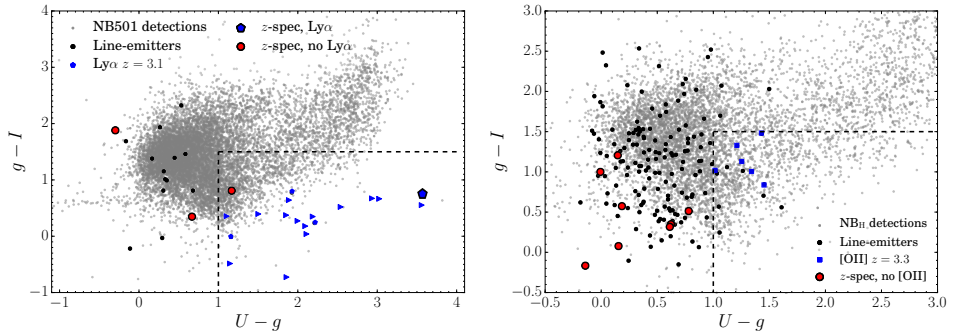 NB501 detections
Line-emitters
Lyα z = 3.1
z-spec, Lyα
z-spec, no Lyα
4
3
2
1
0
−1
g − I
−1 0 1 2 3 4
U − g
3.0
2.5
2.0
1.5
1.0
0.5
0.0
−0.5
g − I
NB_H detections
Line-emitters
[OII] z = 3.3
z-spec, no [OII]
−0.5 0.0 0.5 1.0 1.5 2.0 2.5 3.0
U − g